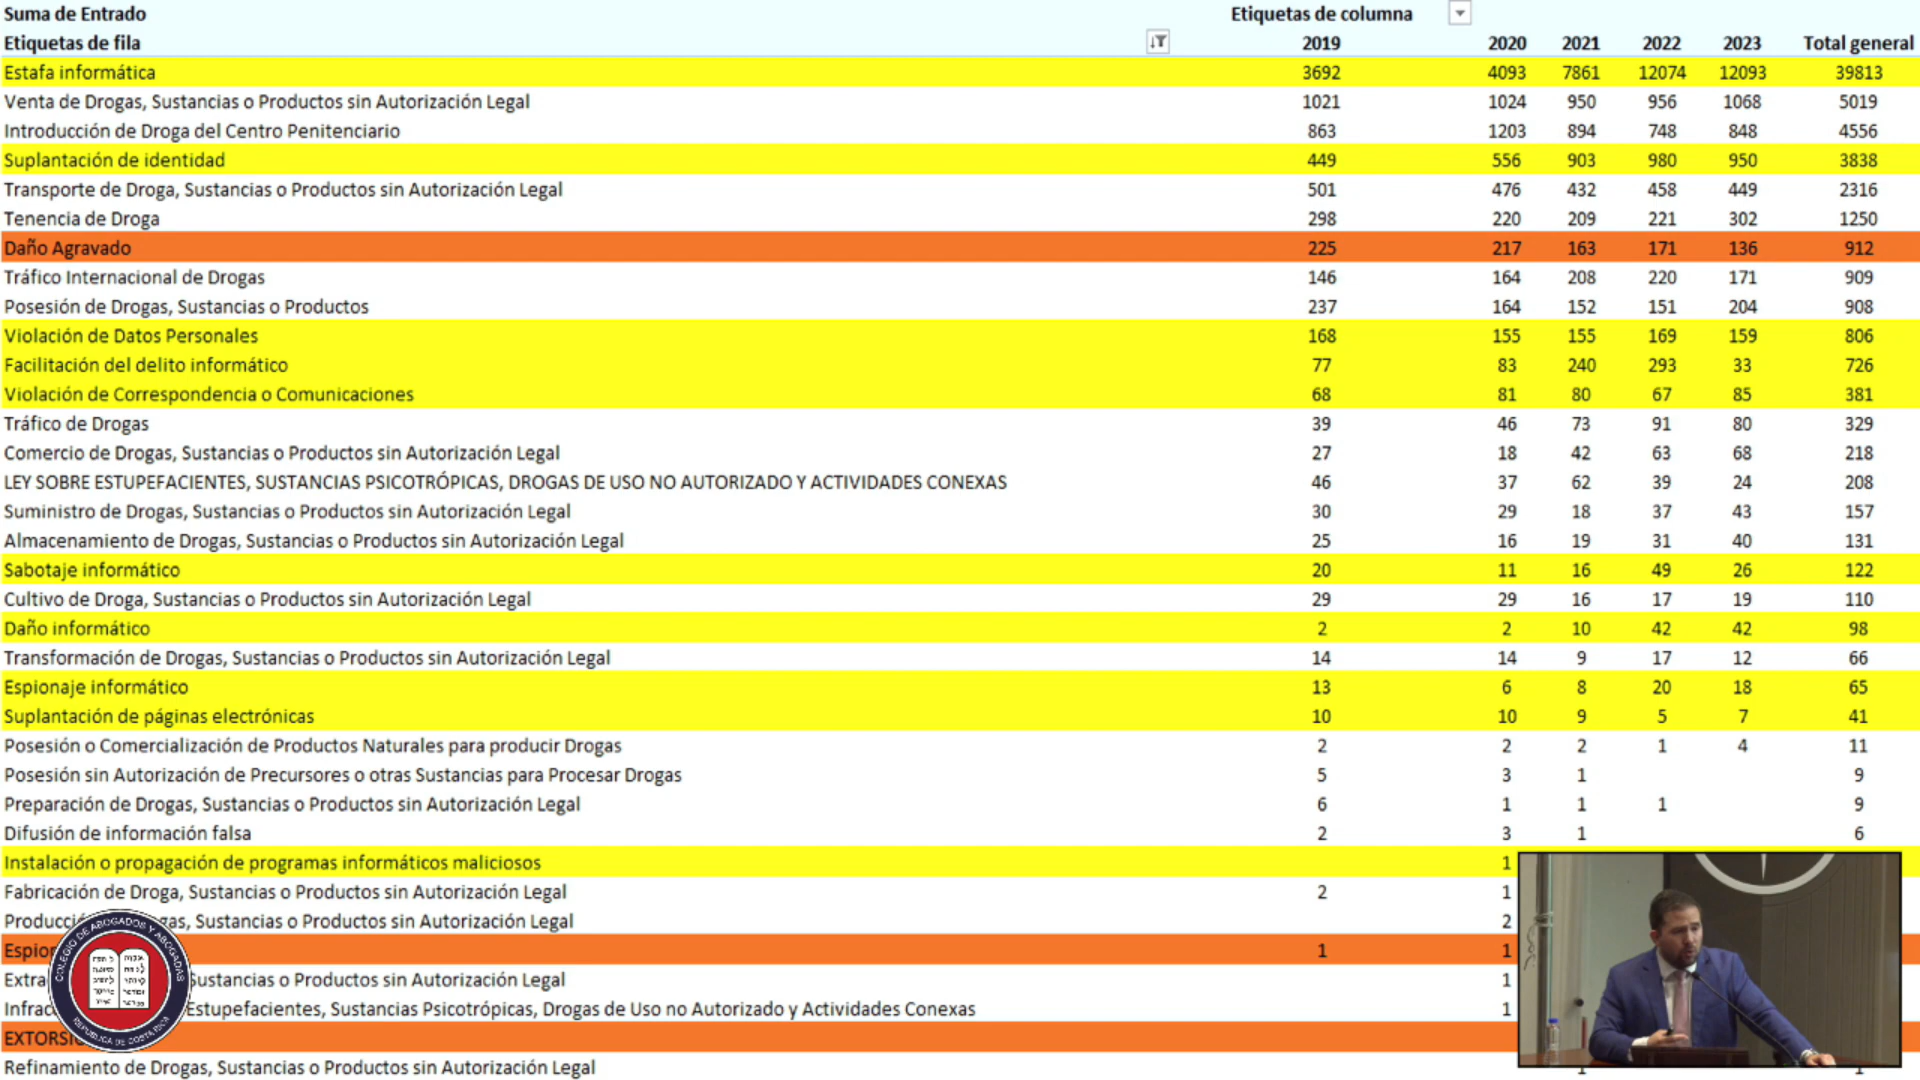 Suma de Entrado Etiquetas de columna
Etiquetas de fila 2019 2020 2021 2022 2023 Total general
Estafa informática 3692 4093 7861 12074 12093 39813
Venta de Drogas, Sustancias o Productos sin Autorización Legal 1021 1024 950 956 1068 5019
Introducción de Droga del Centro Penitenciario 863 1203 894 748 848 4556
Suplantación de identidad 449 556 903 980 950 3838
Transporte de Droga, Sustancias o Productos sin Autorización Legal 501 476 432 458 449 2316
Tenencia de Droga 298 220 209 221 302 1250
Daño Agravado 225 217 163 171 136 912
Tráfico Internacional de Drogas 146 164 208 220 171 909
Posesión de Drogas, Sustancias o Productos 237 164 152 151 204 908
Violación de Datos Personales 168 155 155 169 159 806
Facilitación del delito informático 77 83 240 293 33 726
Violación de Correspondencia o Comunicaciones 68 81 80 67 85 381
Tráfico de Drogas 39 46 73 91 80 329
Comercio de Drogas, Sustancias o Productos sin Autorización Legal 27 18 42 63 68 218
LEY SOBRE ESTUPEFACIENTES, SUSTANCIAS PSICOTRÓPICAS, DROGAS DE USO NO AUTORIZADO Y ACTIVIDADES CONEXAS 46 37 62 39 24 208
Suministro de Drogas, Sustancias o Productos sin Autorización Legal 30 29 18 37 43 157
Almacenamiento de Drogas, Sustancias o Productos sin Autorización Legal 25 16 19 31 40 131
Sabotaje informático 20 11 16 49 26 122
Cultivo de Droga, Sustancias o Productos sin Autorización Legal 29 29 16 17 19 110
Daño informático 2 2 10 42 42 98
Transformación de Drogas, Sustancias o Productos sin Autorización Legal 14 14 9 17 12 66
Espionaje informático 13 6 8 20 18 65
Suplantación de páginas electrónicas 10 10 9 5 7 41
Posesión o Comercialización de Productos Naturales para producir Drogas 2 2 2 1 4 11
Posesión sin Autorización de Precursores o otras Sustancias para Procesar Drogas 5 3 1 9
Preparación de Drogas, Sustancias o Productos sin Autorización Legal 6 1 1 1 9
Difusión de información falsa 2 3 1 6
Instalación o propagación de programas informáticos maliciosos 1
Fabricación de Droga, Sustancias o Productos sin Autorización Legal 2 1
Sustancias o Productos sin Autorización Legal 2
1 1
Sustancias o Productos sin Autorización Legal 1
Estupefacientes, Sustancias Psicotrópicas, Drogas de Uso no Autorizado y Actividades Conexas 1
Refinamiento de Drogas, Sustancias o Productos sin Autorización Legal
COLEGIO DE ABOGADOS Y ABOGADAS
REPÚBLICA DE COSTA RICA